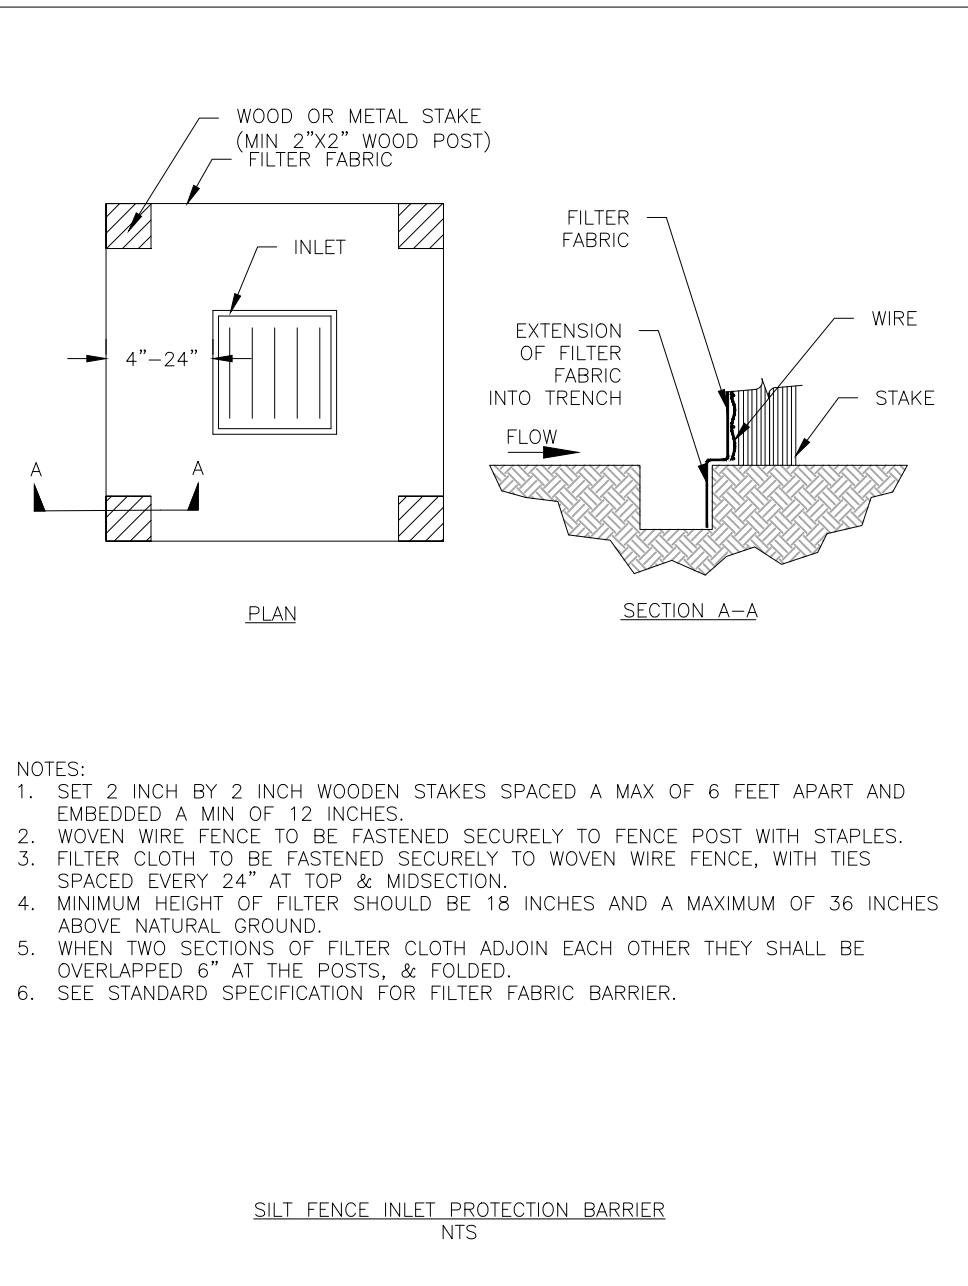 WOOD OR METAL STAKE
(MIN 2"X2" WOOD POST)
FILTER FABRIC
INLET
4"-24"
A
A
PLAN
FILTER
FABRIC
WIRE
EXTENSION
OF FILTER
FABRIC
INTO TRENCH
STAKE
FLOW
SECTION A-A
NOTES:
1. SET 2 INCH BY 2 INCH WOODEN STAKES SPACED A MAX OF 6 FEET APART AND
EMBEDDED A MIN OF 12 INCHES.
2. WOVEN WIRE FENCE TO BE FASTENED SECURELY TO FENCE POST WITH STAPLES.
3. FILTER CLOTH TO BE FASTENED SECURELY TO WOVEN WIRE FENCE, WITH TIES
SPACED EVERY 24" AT TOP & MIDSECTION.
4. MINIMUM HEIGHT OF FILTER SHOULD BE 18 INCHES AND A MAXIMUM OF 36 INCHES
ABOVE NATURAL GROUND.
5. WHEN TWO SECTIONS OF FILTER CLOTH ADJOIN EACH OTHER THEY SHALL BE
OVERLAPPED 6" AT THE POSTS, & FOLDED.
6. SEE STANDARD SPECIFICATION FOR FILTER FABRIC BARRIER.
SILT FENCE INLET PROTECTION BARRIER
NTS